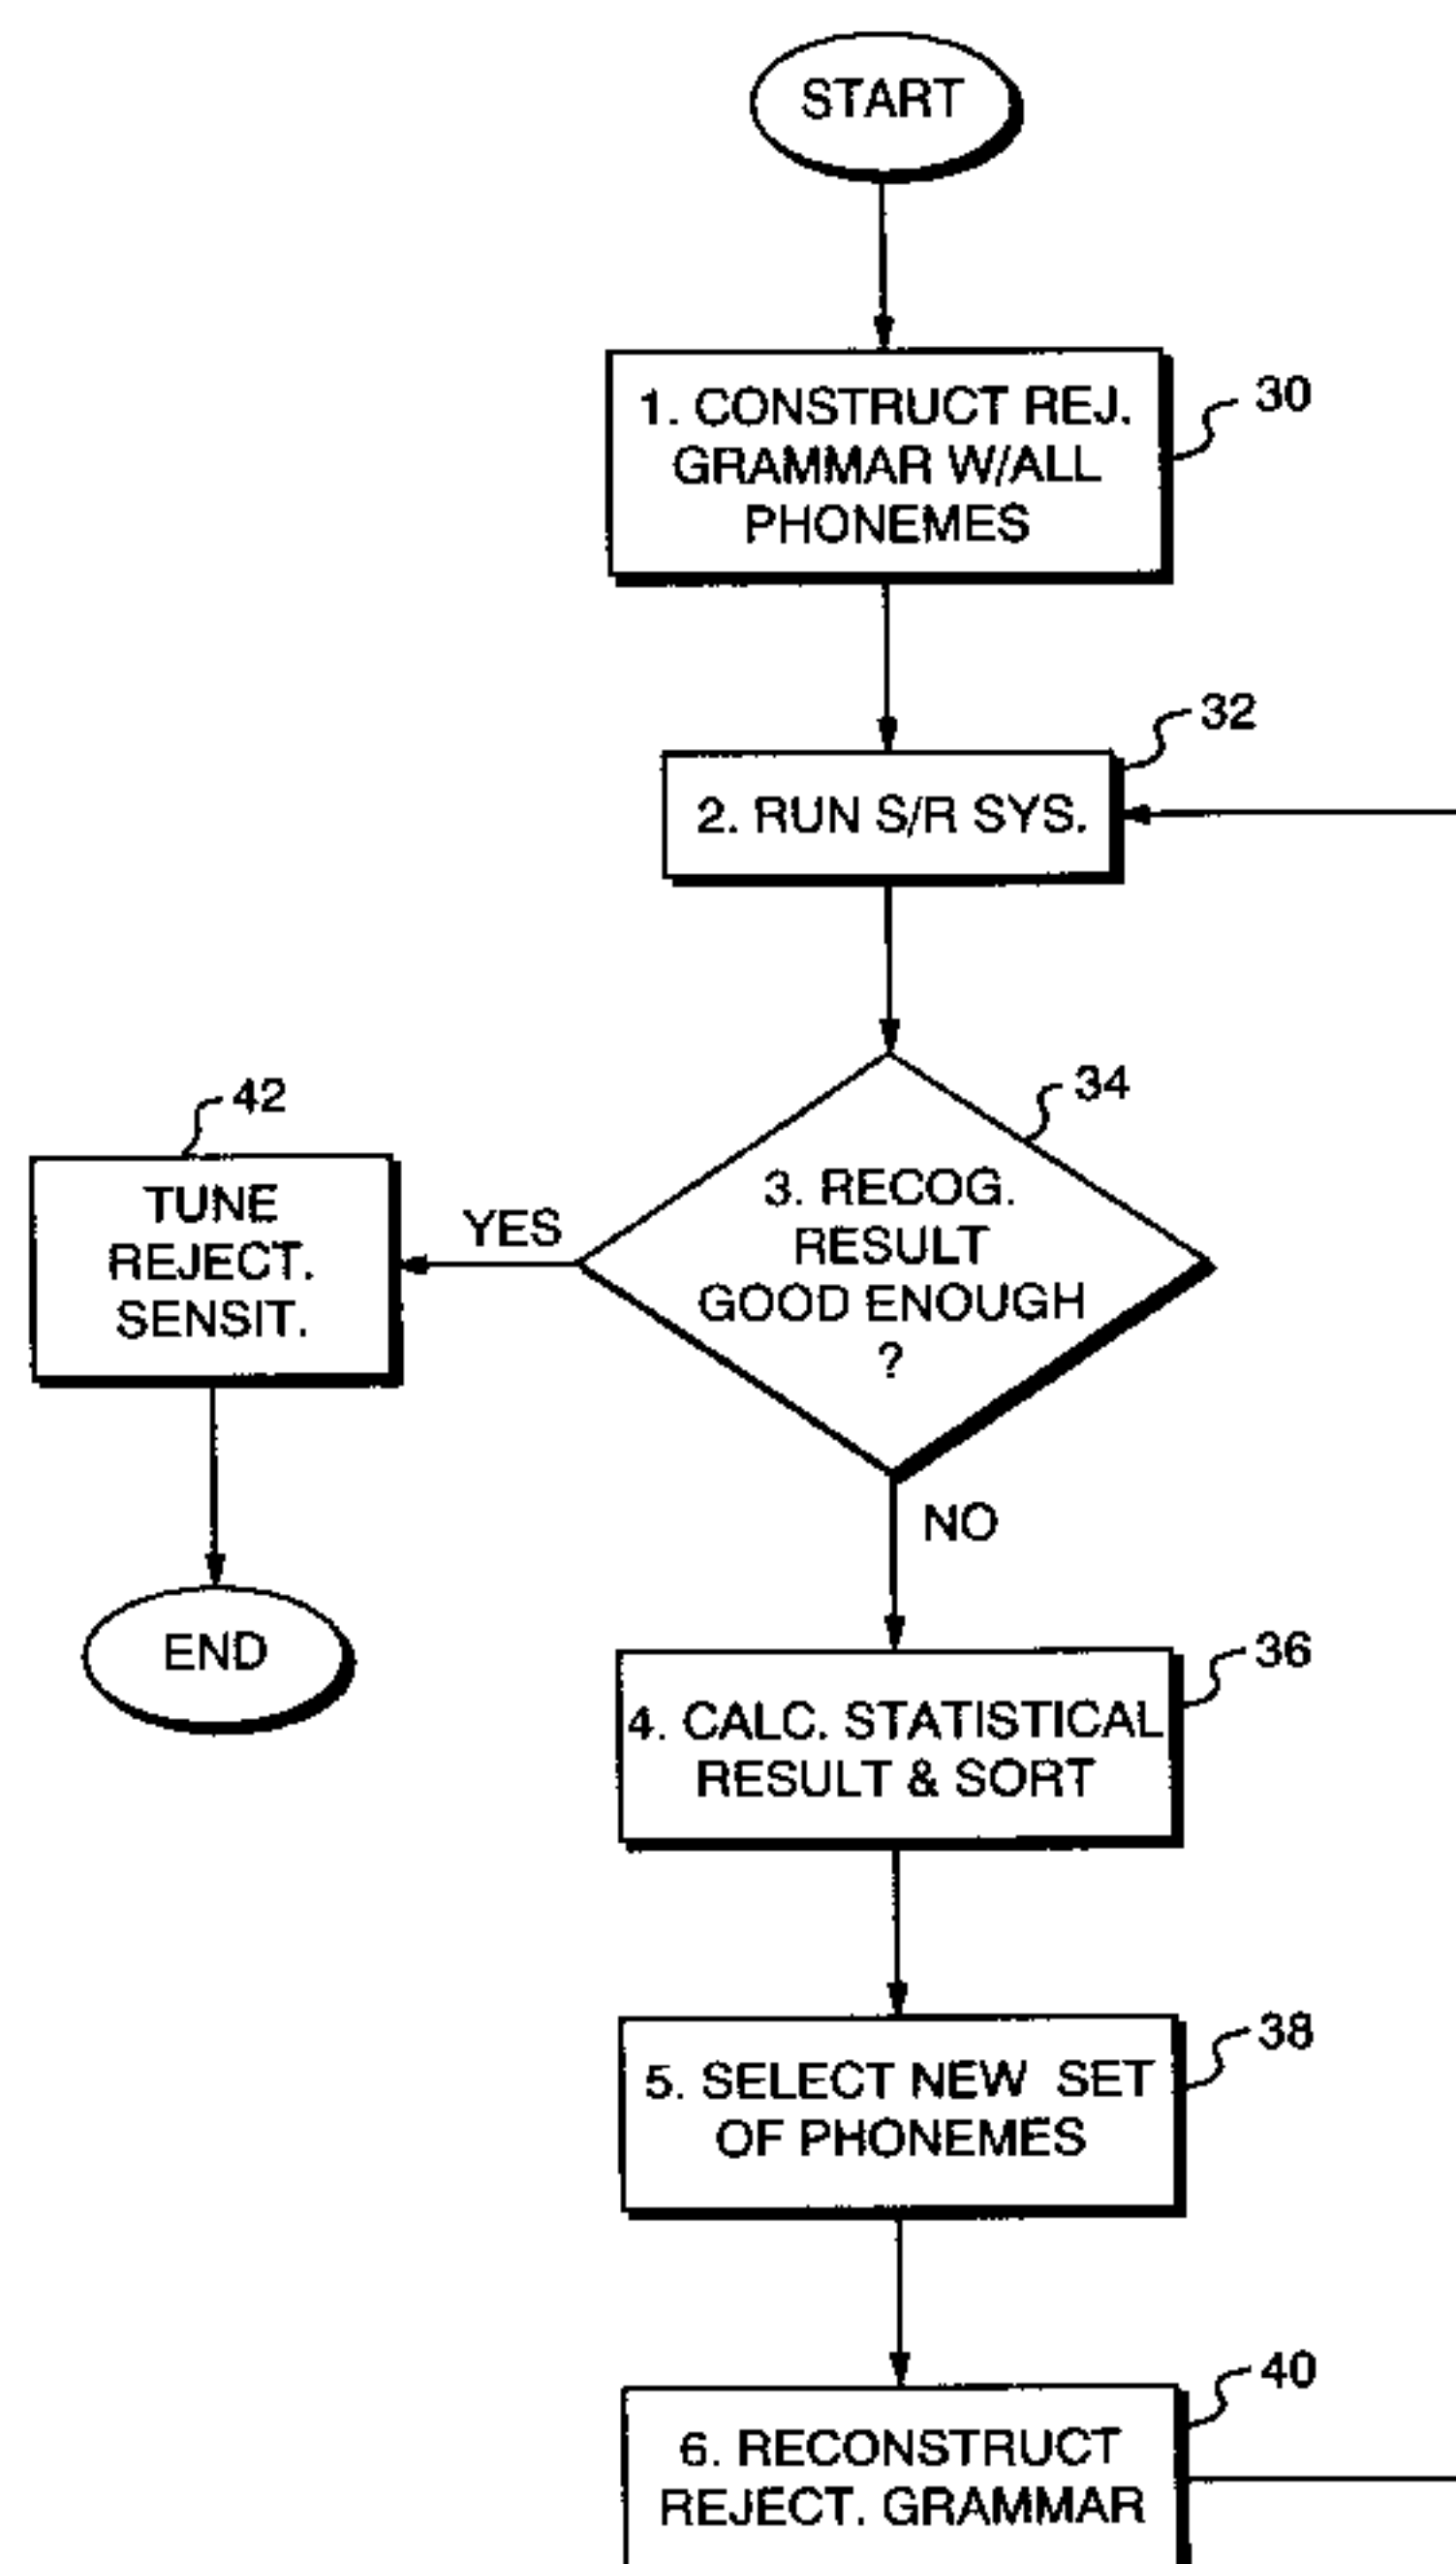 START
1. CONSTRUCT REJ.
GRAMMAR W/ALL
PHONEMES
30
32
2. RUN S/R SYS.
34
3. RECOG.
RESULT
GOOD ENOUGH
?
YES
42
TUNE
REJECT.
SENSIT.
NO
END
36
4. CALC. STATISTICAL
RESULT & SORT
38
5. SELECT NEW SET
OF PHONEMES
40
6. RECONSTRUCT
REJECT. GRAMMAR